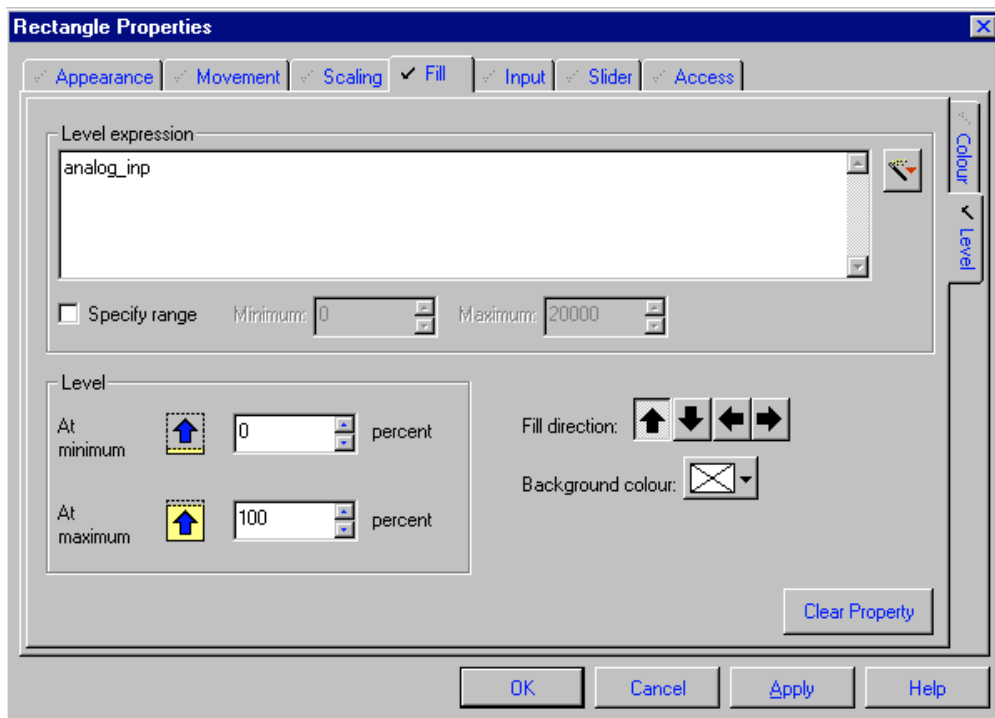 Rectangle Properties
Appearance Movement Scaling Fill Input Slider Access
Colour
Level
Level expression
analog_inp
Specify range Minimum: 0 Maximum: 20000
Level
At minimum 0 percent
At maximum 100 percent
Fill direction:
Background colour:
Clear Property
OK Cancel Apply Help